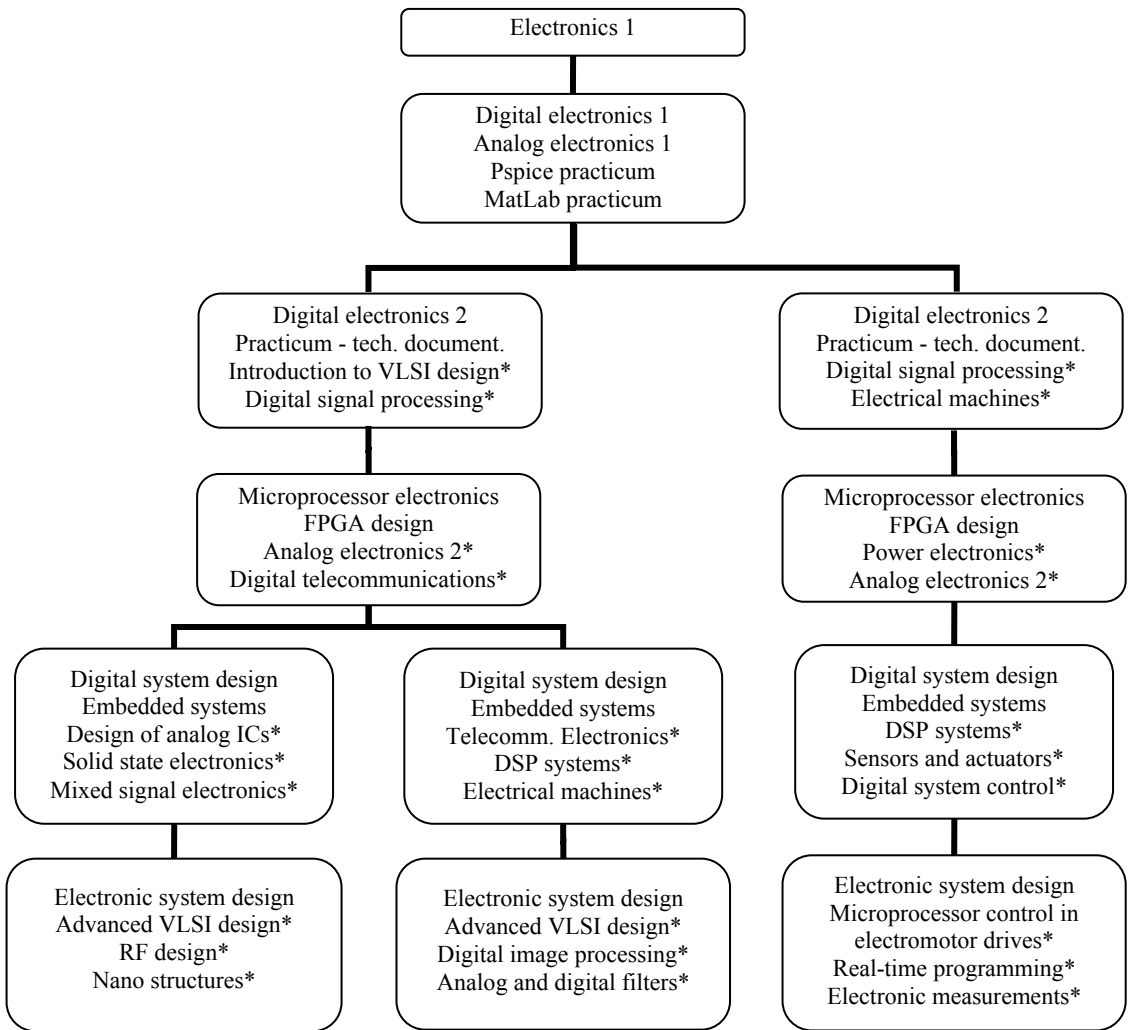 Electronics 1
Digital electronics 1
Analog electronics 1
Pspice practicum
MatLab practicum
Digital electronics 2
Practicum - tech. document.
Introduction to VLSI design*
Digital signal processing*
Digital electronics 2
Practicum - tech. document.
Digital signal processing*
Electrical machines*
Microprocessor electronics
FPGA design
Analog electronics 2*
Digital telecommunications*
Microprocessor electronics
FPGA design
Power electronics*
Analog electronics 2*
Digital system design
Embedded systems
Design of analog ICs*
Solid state electronics*
Mixed signal electronics*
Digital system design
Embedded systems
Telecomm. Electronics*
DSP systems*
Electrical machines*
Digital system design
Embedded systems
DSP systems*
Sensors and actuators*
Digital system control*
Electronic system design
Advanced VLSI design*
RF design*
Nano structures*
Electronic system design
Advanced VLSI design*
Digital image processing*
Analog and digital filters*
Electronic system design
Microprocessor control in
electromotor drives*
Real-time programming*
Electronic measurements*